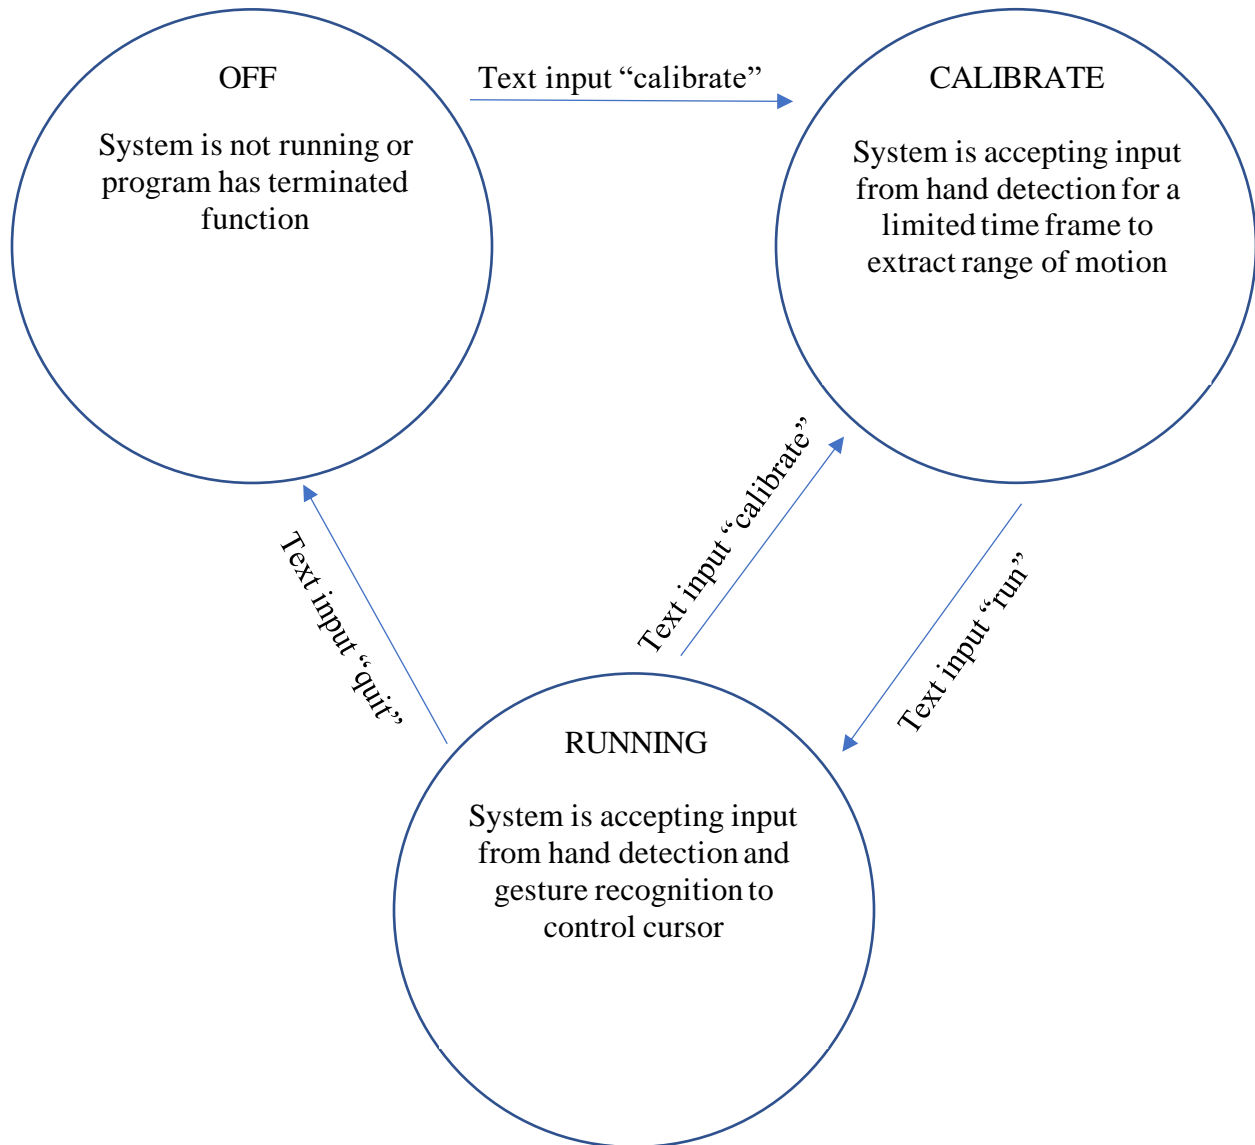 OFF
System is not running or
program has terminated
function
Text input “calibrate”
CALIBRATE
System is accepting input
from hand detection for a
limited time frame to
extract range of motion
Text input “quit”
Text input “calibrate”
Text input “run”
RUNNING
System is accepting input
from hand detection and
gesture recognition to
control cursor